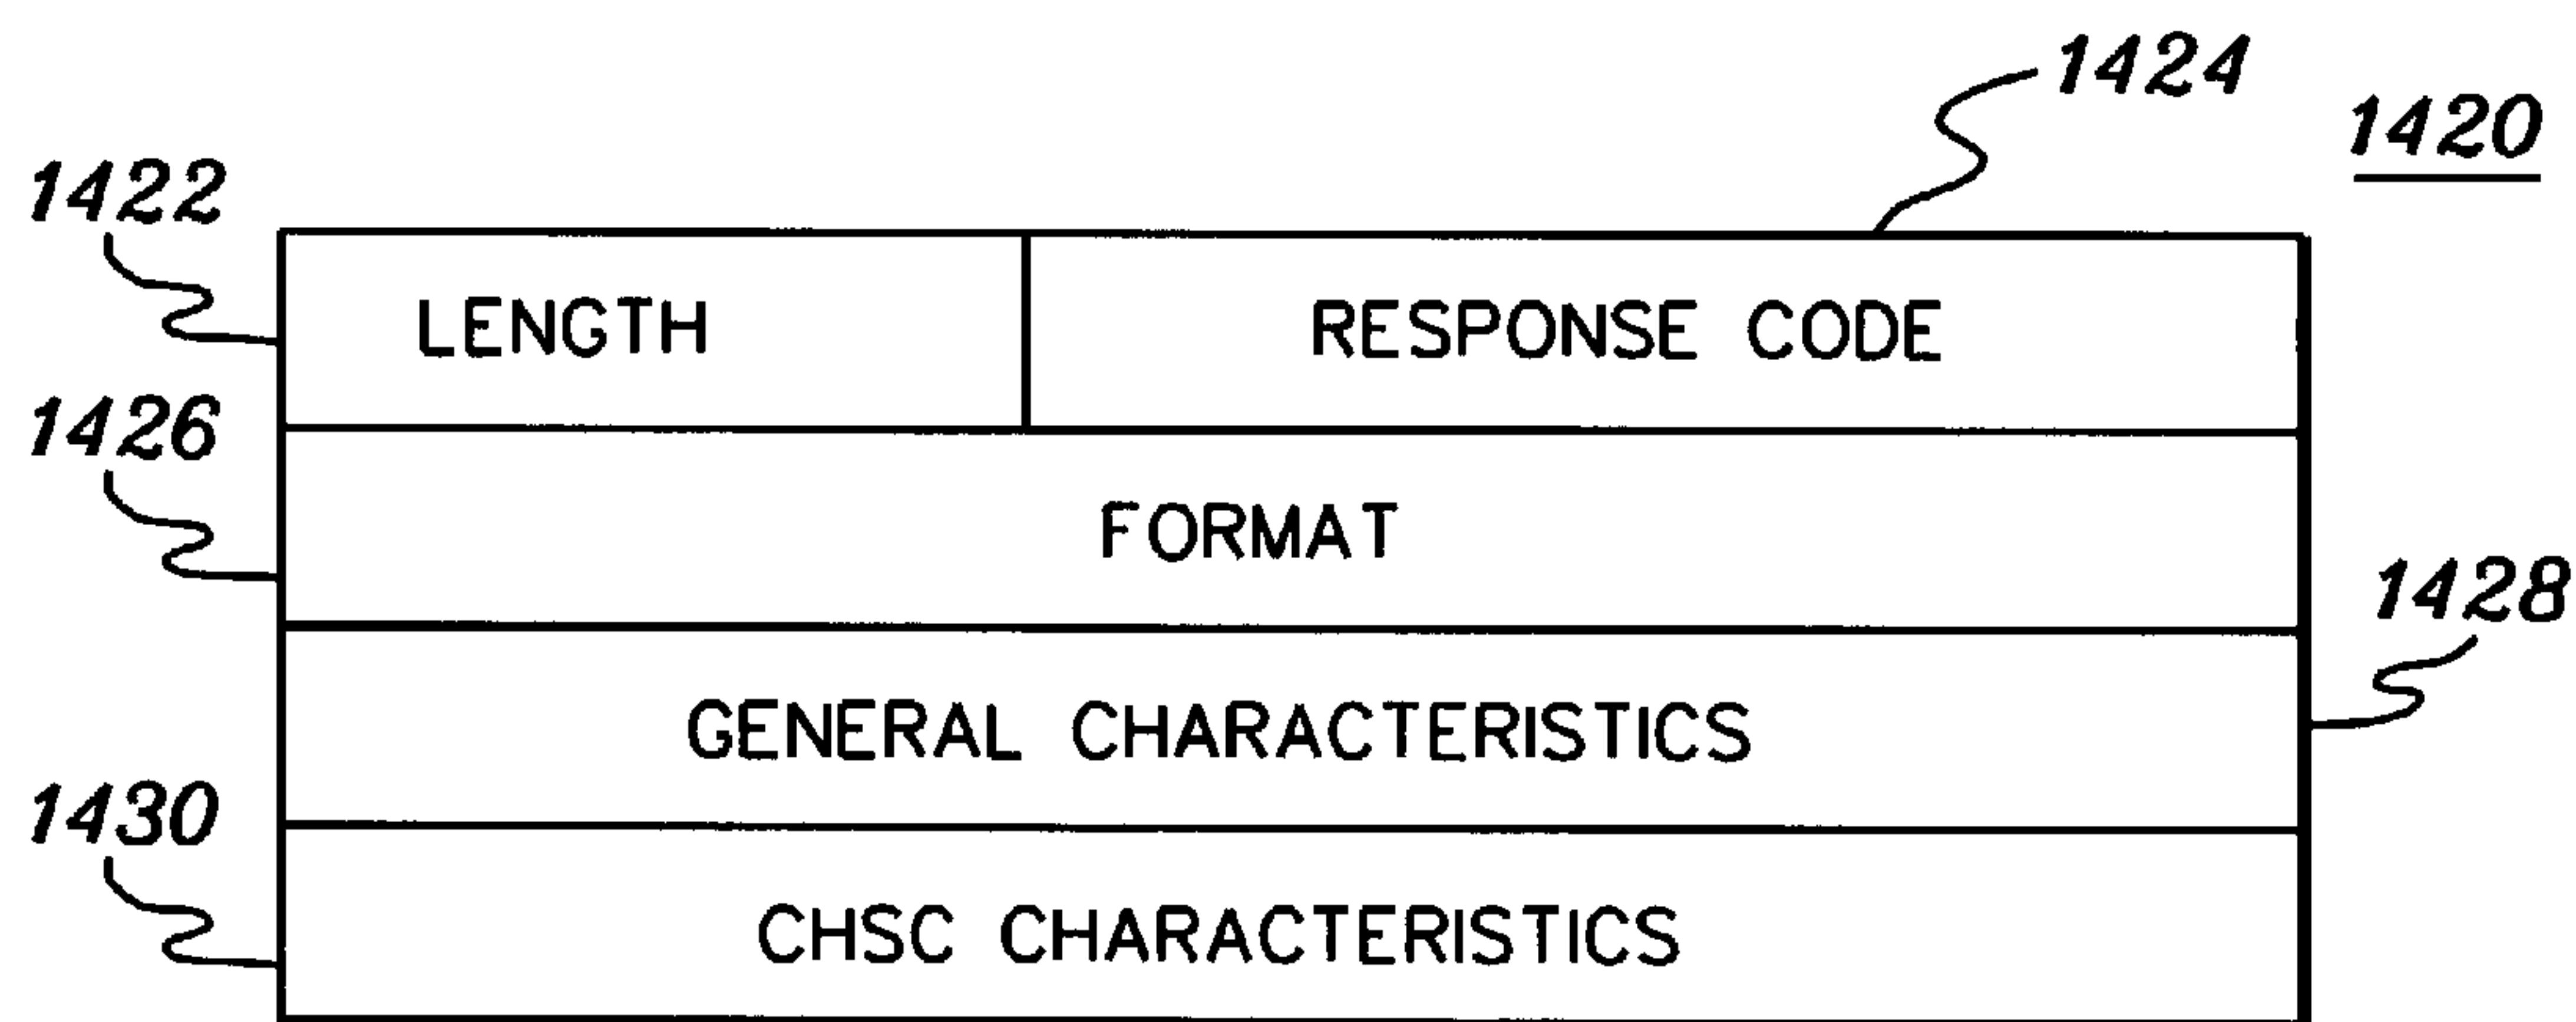 1424
1420
1422
LENGTH RESPONSE CODE
1426
FORMAT
1428
GENERAL CHARACTERISTICS
1430
CHSC CHARACTERISTICS